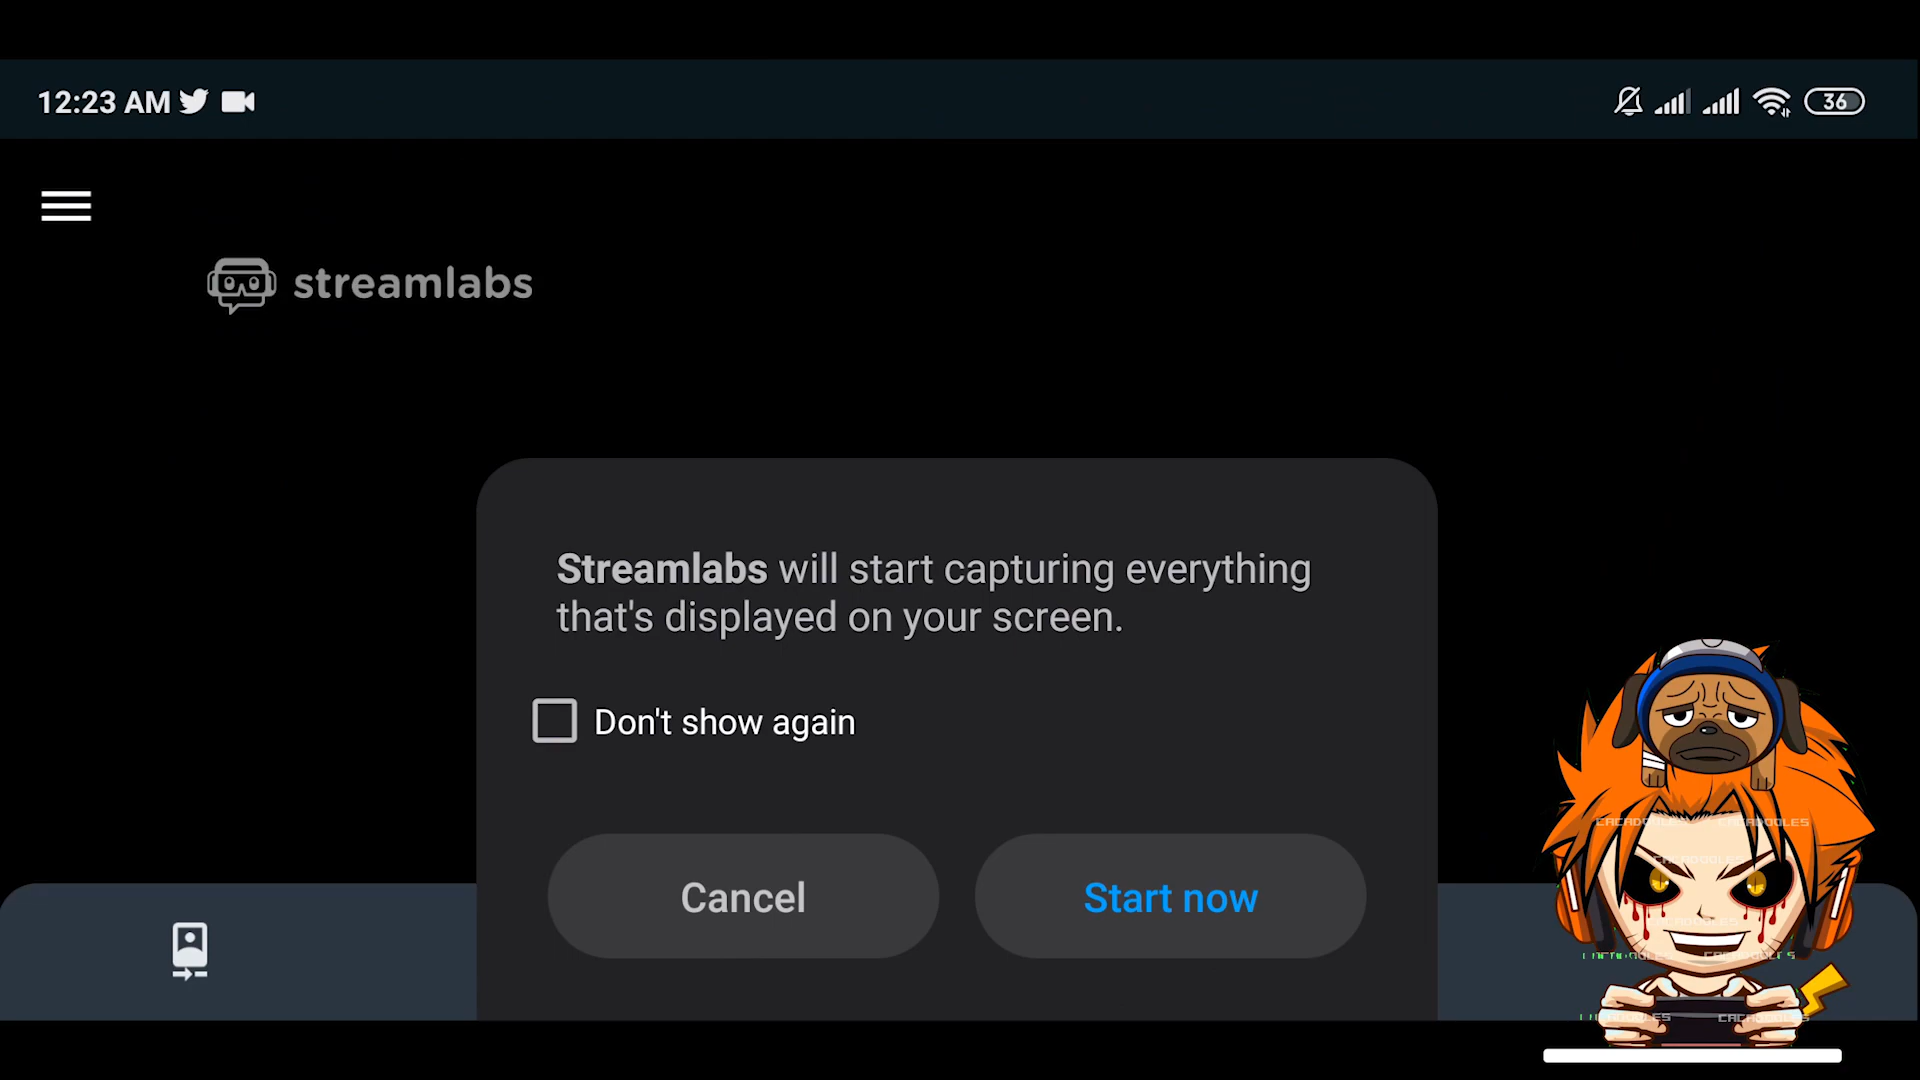 12:23 AM
36
streamlabs
Streamlabs will start capturing everything
that's displayed on your screen.
Don't show again
Cancel
Start now
CACADOODLES